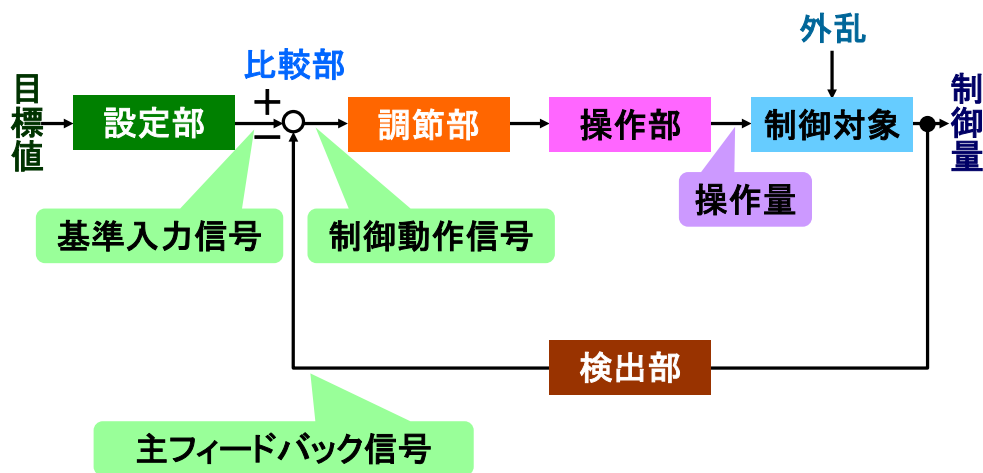 外乱
比較部
目標値
+
設定部
調節部
操作部
制御対象
制御量
−
操作量
基準入力信号
制御動作信号
検出部
主フィードバック信号